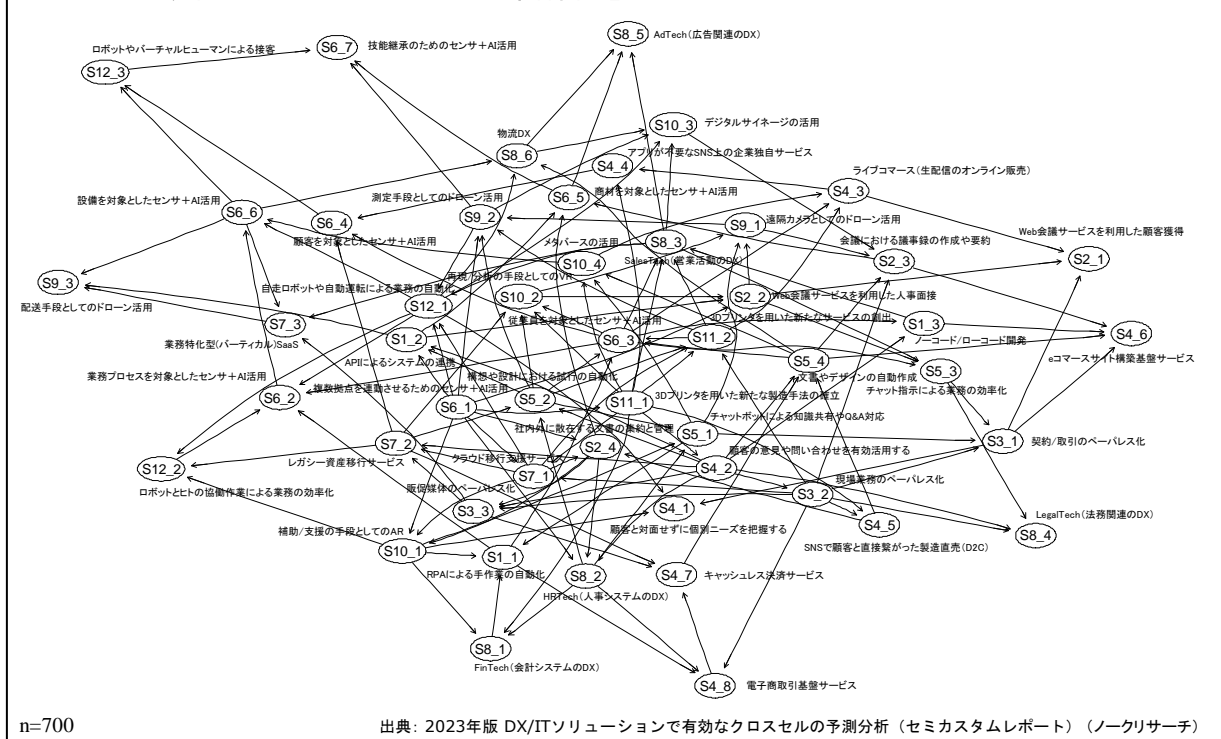 S8_5 AdTech(広告関連のDX)
ロボットやバーチャルヒューマンによる接客
S6_7 技能継承のためのセンサ+AI活用
S12_3
S10_3 デジタルサイネージの活用
物流DX
S8_6
アプリが不要なSNS上の企業独自サービス
S4_4
ライブコマース(生配信のオンライン販売)
S4_3
設備を対象としたセンサ+AI活用
S6_6
測定手段としてのドローン活用
S9_2
商材を対象としたセンサ+AI活用
S6_5
S6_4
顧客を対象としたセンサ+AI活用
S9_1 遠隔カメラとしてのドローン活用
メタバースの活用
S8_3
SalesTech(営業活動のDX)
会議における議事録の作成や要約
S2_3
Web会議サービスを利用した顧客獲得
S2_1
S10_4
S9_3
配送手段としてのドローン活用
再現/分析の手段としてのVR
自走ロボットや自動運転による業務の自動化
S12_1
S10_2
S2_2 Web会議サービスを利用した人事面接
S7_3
業務特化型(バーティカル)SaaS
従業員を対象としたセンサ+AI活用
3Dプリンタを用いた新たなサービスの創出
S1_3
ノーコード/ローコード開発
S4_6
eコマースサイト構築基盤サービス
S1_2
APIによるシステムの連携
S6_3
S11_2
S5_4
文書やデザインの自動作成
S5_3
チャット指示による業務の効率化
業務プロセスを対象としたセンサ+AI活用
構想や設計における試行の自動化
複数拠点を連動させるためのセンサ+AI活用
S6_2
S6_1
S5_2
S11_1 3Dプリンタを用いた新たな製造手法の確立
チャットボットによる知識共有やQ&A対応
社内外に散在する文書の集約と管理
S5_1
S3_1 契約/取引のペーパレス化
S7_2
S2_4
顧客の意見や問い合わせを有効活用する
レガシー資産移行サービス
クラウド移行支援サービス
S12_2
ロボットとヒトの協働作業による業務の効率化
S7_1
S4_2
現場業務のペーパレス化
販促媒体のペーパレス化
S3_2
S3_3
S4_1
顧客と対面せずに個別ニーズを把握する
S4_5
SNSで顧客と直接繋がった製造直売(D2C)
LegalTech(法務関連のDX)
S8_4
補助/支援の手段としてのAR
S10_1
S1_1
RPAによる手作業の自動化
S8_2
HRTech(人事システムのDX)
S4_7 キャッシュレス決済サービス
S8_1
FinTech(会計システムのDX)
S4_8 電子商取引基盤サービス
n=700 出典: 2023年版 DX/ITソリューションで有効なクロスセルの予測分析(セミカスタムレポート)(ノークリサーチ)